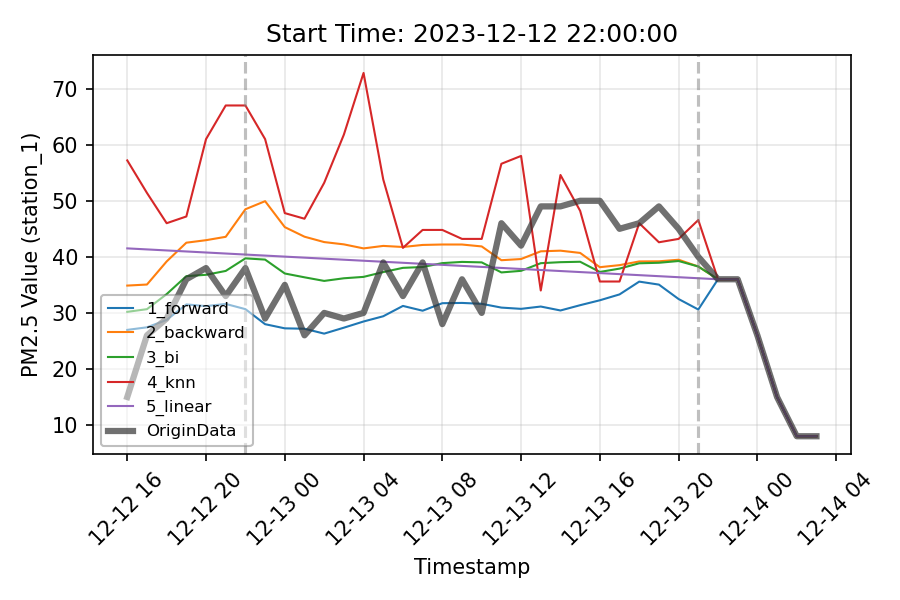 Start Time: 2023-12-12 22:00:00
PM2.5 Value (station_1)
70
60
50
40
30
20
10
1_forward
2_backward
3_bi
4_knn
5_linear
OriginData
12-12 16
12-12 20
12-13 00
12-13 04
12-13 08
12-13 12
12-13 16
12-13 20
12-14 00
12-14 04
Timestamp